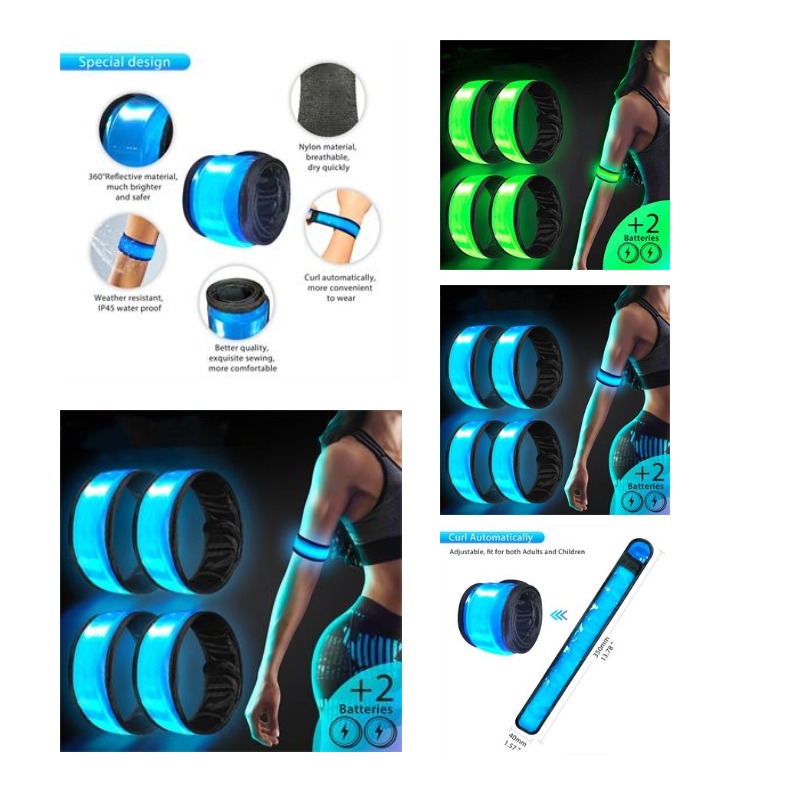 Special design
360°Reflective material,
much brighter
and safer
Nylon material,
breathable,
dry quickly
Weather resistant,
IP45 water proof
Curl automatically,
more convenient
to wear
Better quality,
exquisite sewing,
more comfortable
+2
Batteries
+2
Batteries
+2
Batteries
Curl Automatically
Adjustable, fit for both Adults and Children
350mm
13.78 "
40mm
1.57 "